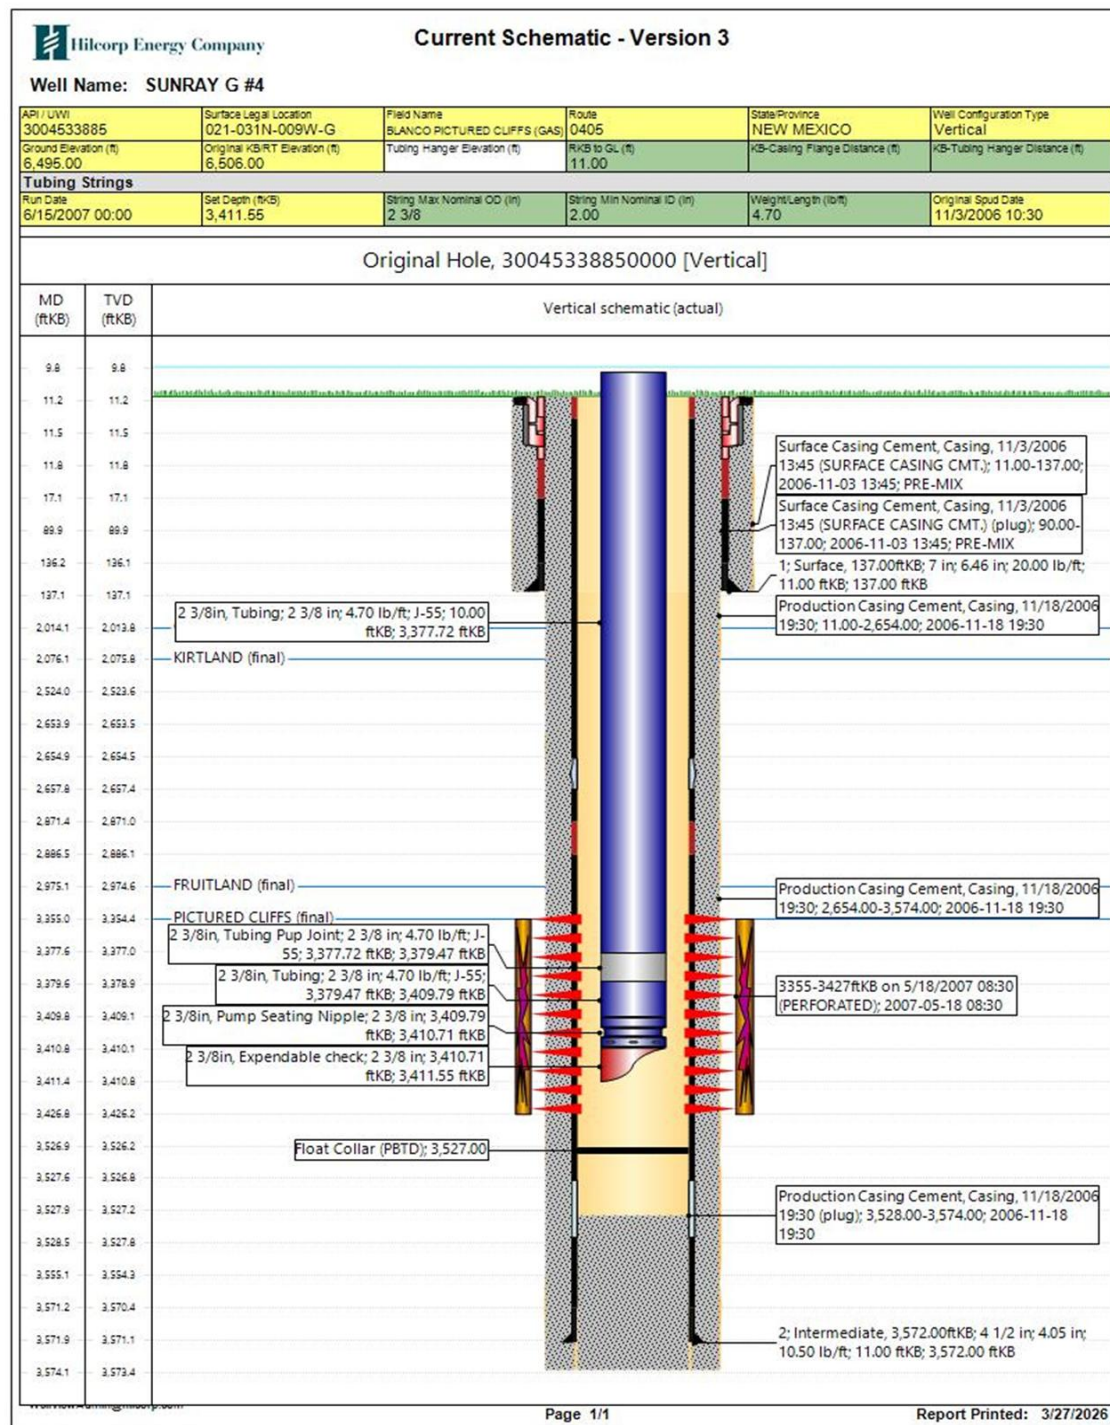 Hilcorp Energy Company
Current Schematic - Version 3
Well Name: SUNRAY G #4
API / UWI
3004533885
Surface Legal Location
021-031N-009W-G
Field Name
BLANCO PICTURED CLIFFS (GAS)
Route
0405
State/Province
NEW MEXICO
Well Configuration Type
Vertical
Ground Elevation (ft)
6,495.00
Original KB/RT Elevation (ft)
6,506.00
Tubing Hanger Elevation (ft)
RKB to GL (ft)
11.00
KB-Casing Flange Distance (ft)
KB-Tubing Hanger Distance (ft)
Tubing Strings
Run Date
6/15/2007 00:00
Set Depth (ftKB)
3,411.55
String Max Nominal OD (in)
2 3/8
String Min Nominal ID (in)
2.00
Weight/Length (lb/ft)
4.70
Original Spud Date
11/3/2006 10:30
Original Hole, 30045338850000 [Vertical]
MD (ftKB)
TVD (ftKB)
Vertical schematic (actual)
9.8 9.8
11.2 11.2
11.5 11.5
11.8 11.8
17.1 17.1
89.9 89.9
136.2 136.1
137.1 137.1
2,014.1 2,013.8
2,076.1 2,075.8
2,524.0 2,523.6
2,653.9 2,653.5
2,654.9 2,654.5
2,657.8 2,657.4
2,871.4 2,871.0
2,886.5 2,886.1
2,975.1 2,974.6
3,355.0 3,354.4
3,377.6 3,377.0
3,379.6 3,378.9
3,409.8 3,409.1
3,410.8 3,410.1
3,411.4 3,410.8
3,426.8 3,426.2
3,526.9 3,526.2
3,527.6 3,526.8
3,527.9 3,527.2
3,528.5 3,527.8
3,555.1 3,554.3
3,571.2 3,570.4
3,571.9 3,571.1
3,574.1 3,573.4
Surface Casing Cement, Casing, 11/3/2006
13:45 (SURFACE CASING CMT.); 11.00-137.00;
2006-11-03 13:45; PRE-MIX
Surface Casing Cement, Casing, 11/3/2006
13:45 (SURFACE CASING CMT.) (plug); 90.00-
137.00; 2006-11-03 13:45; PRE-MIX
1; Surface, 137.00ftKB; 7 in; 6.46 in; 20.00 lb/ft;
11.00 ftKB; 137.00 ftKB
2 3/8in, Tubing; 2 3/8 in; 4.70 lb/ft; J-55; 10.00
ftKB; 3,377.72 ftKB
Production Casing Cement, Casing, 11/18/2006
19:30; 11.00-2,654.00; 2006-11-18 19:30
KIRTLAND (final)
FRUITLAND (final)
Production Casing Cement, Casing, 11/18/2006
19:30; 2,654.00-3,574.00; 2006-11-18 19:30
PICTURED CLIFFS (final)
2 3/8in, Tubing Pup Joint; 2 3/8 in; 4.70 lb/ft; J-
55; 3,377.72 ftKB; 3,379.47 ftKB
2 3/8in, Tubing; 2 3/8 in; 4.70 lb/ft; J-55;
3,379.47 ftKB; 3,409.79 ftKB
3355-3427ftKB on 5/18/2007 08:30
(PERFORATED); 2007-05-18 08:30
2 3/8in, Pump Seating Nipple; 2 3/8 in; 3,409.79
ftKB; 3,410.71 ftKB
2 3/8in, Expendable check; 2 3/8 in; 3,410.71
ftKB; 3,411.55 ftKB
Float Collar (PBTD); 3,527.00
Production Casing Cement, Casing, 11/18/2006
19:30 (plug); 3,528.00-3,574.00; 2006-11-18
19:30
2; Intermediate, 3,572.00ftKB; 4 1/2 in; 4.05 in;
10.50 lb/ft; 11.00 ftKB; 3,572.00 ftKB
Page 1/1
Report Printed: 3/27/2026